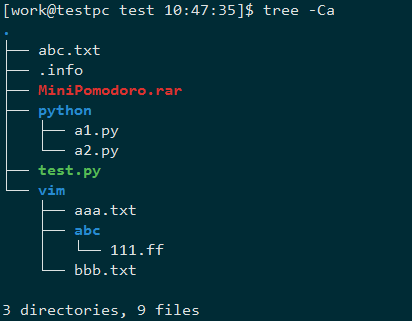 [work@testpc test 10:47:35]$ tree -Ca
.
├── abc.txt
├── .info
├── MiniPomodoro.rar
├── python
│   ├── a1.py
│   └── a2.py
├── test.py
└── vim
    ├── aaa.txt
    ├── abc
    │   └── 111.ff
    └── bbb.txt

3 directories, 9 files